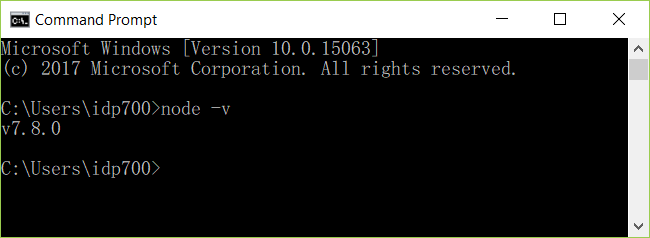 Command Prompt
Microsoft Windows [Version 10.0.15063]
(c) 2017 Microsoft Corporation. All rights reserved.
C:\Users\idp700>node -v
v7.8.0
C:\Users\idp700>